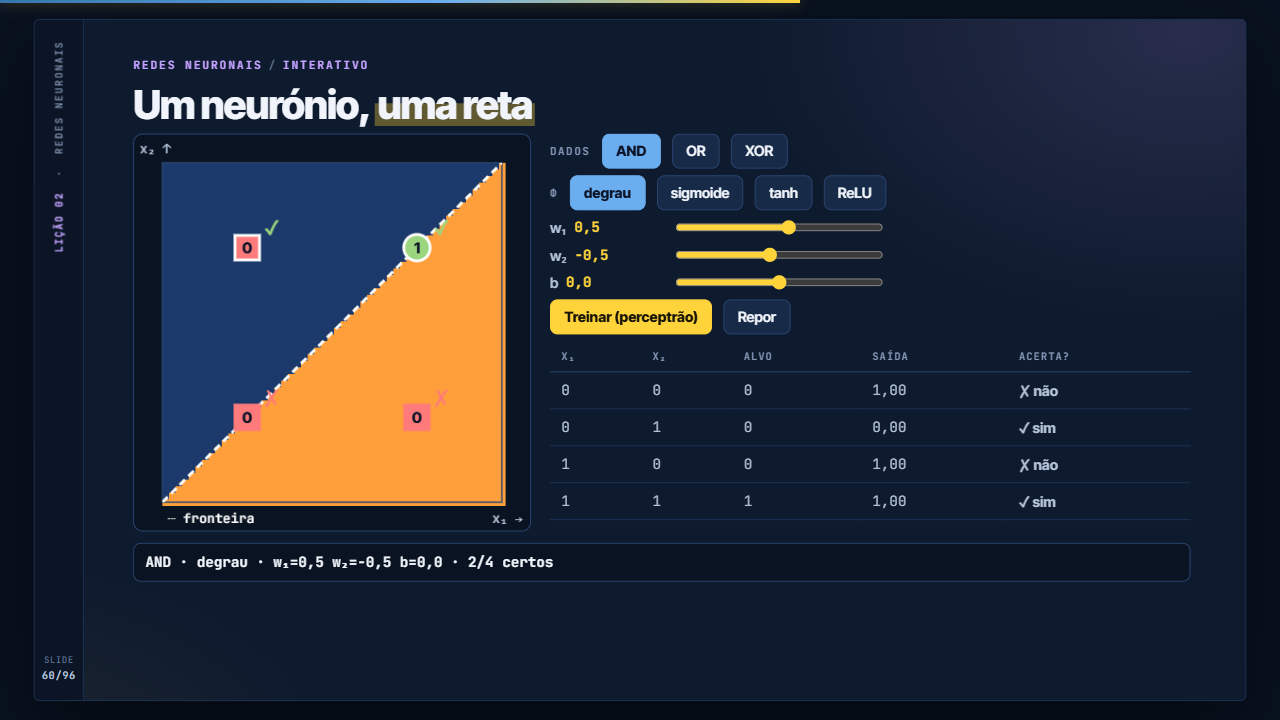 LIÇÃO 02 · REDES NEURONAIS
REDES NEURONAIS / INTERATIVO
Um neurónio, uma reta
x₂ ↑
0 ✓
1 ✓
0 ✗
0 ✗
┄ fronteira
x₁ →
DADOS AND OR XOR
Φ degrau sigmoide tanh ReLU
w₁ 0,5
w₂ -0,5
b 0,0
Treinar (perceptrão) Repor
X₁ X₂ ALVO SAÍDA ACERTA?
0 0 0 1,00 ✗ não
0 1 0 0,00 ✓ sim
1 0 0 1,00 ✗ não
1 1 1 1,00 ✓ sim
AND · degrau · w₁=0,5 w₂=-0,5 b=0,0 · 2/4 certos
SLIDE
60/96